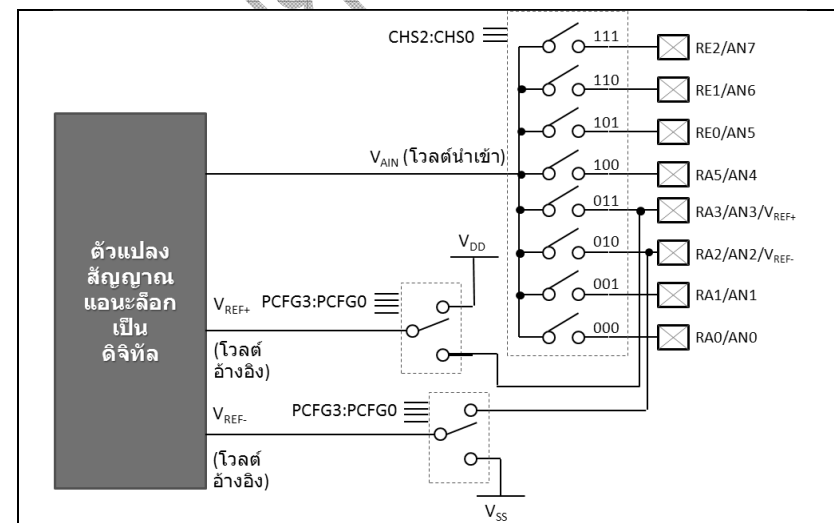 CHS2:CHS0
111
RE2/AN7
110
RE1/AN6
101
RE0/AN5
VAIN (โวลต์นำเข้า)
100
RA5/AN4
011
RA3/AN3/VREF+
VDD
010
RA2/AN2/VREF-
ตัวแปลง
สัญญาณ
แอนะล็อก
เป็น
ดิจิทัล
001
RA1/AN1
VREF+
PCFG3:PCFG0
000
RA0/AN0
(โวลต์
อ้างอิง)
VREF-
PCFG3:PCFG0
(โวลต์
อ้างอิง)
VSS